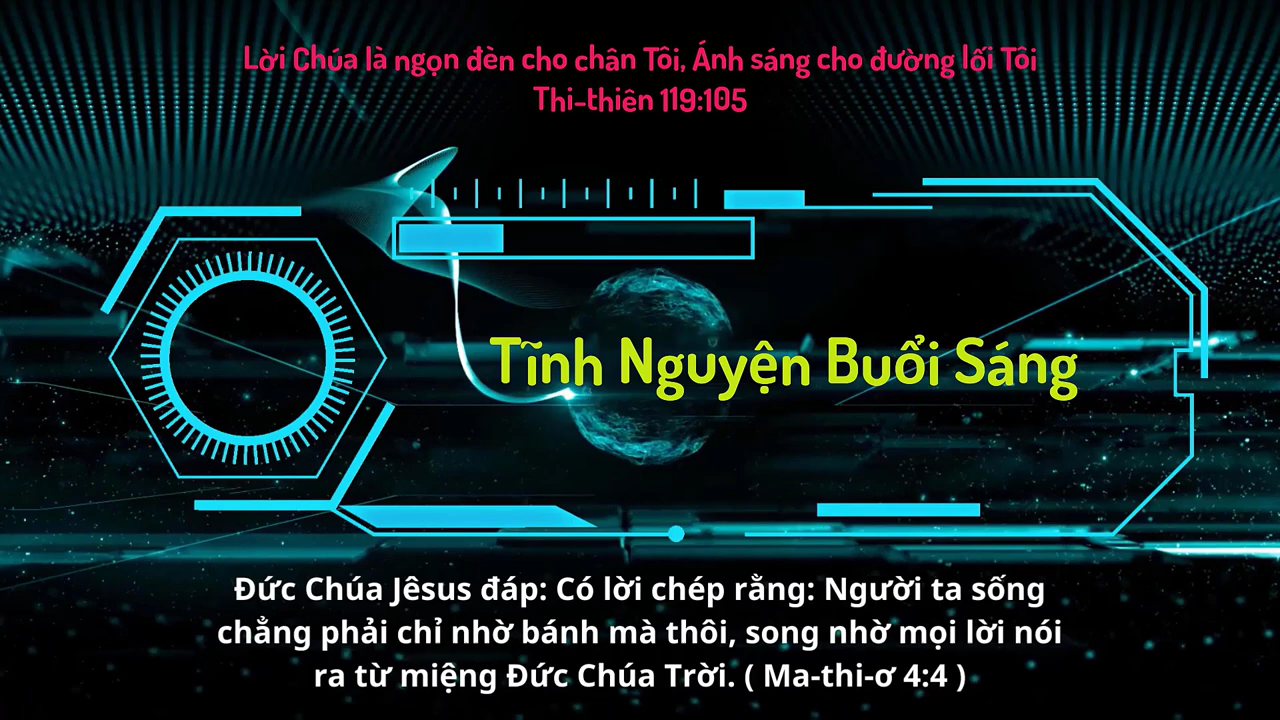 Lời Chúa là ngọn đèn cho chân Tôi, Ánh sáng cho đường lối Tôi
Thi-thiên 119:105
Tĩnh Nguyện Buổi Sáng
Đức Chúa Jêsus đáp: Có lời chép rằng: Người ta sống
chẳng phải chỉ nhờ bánh mà thôi, song nhờ mọi lời nói
ra từ miệng Đức Chúa Trời. ( Ma-thi-ơ 4:4 )